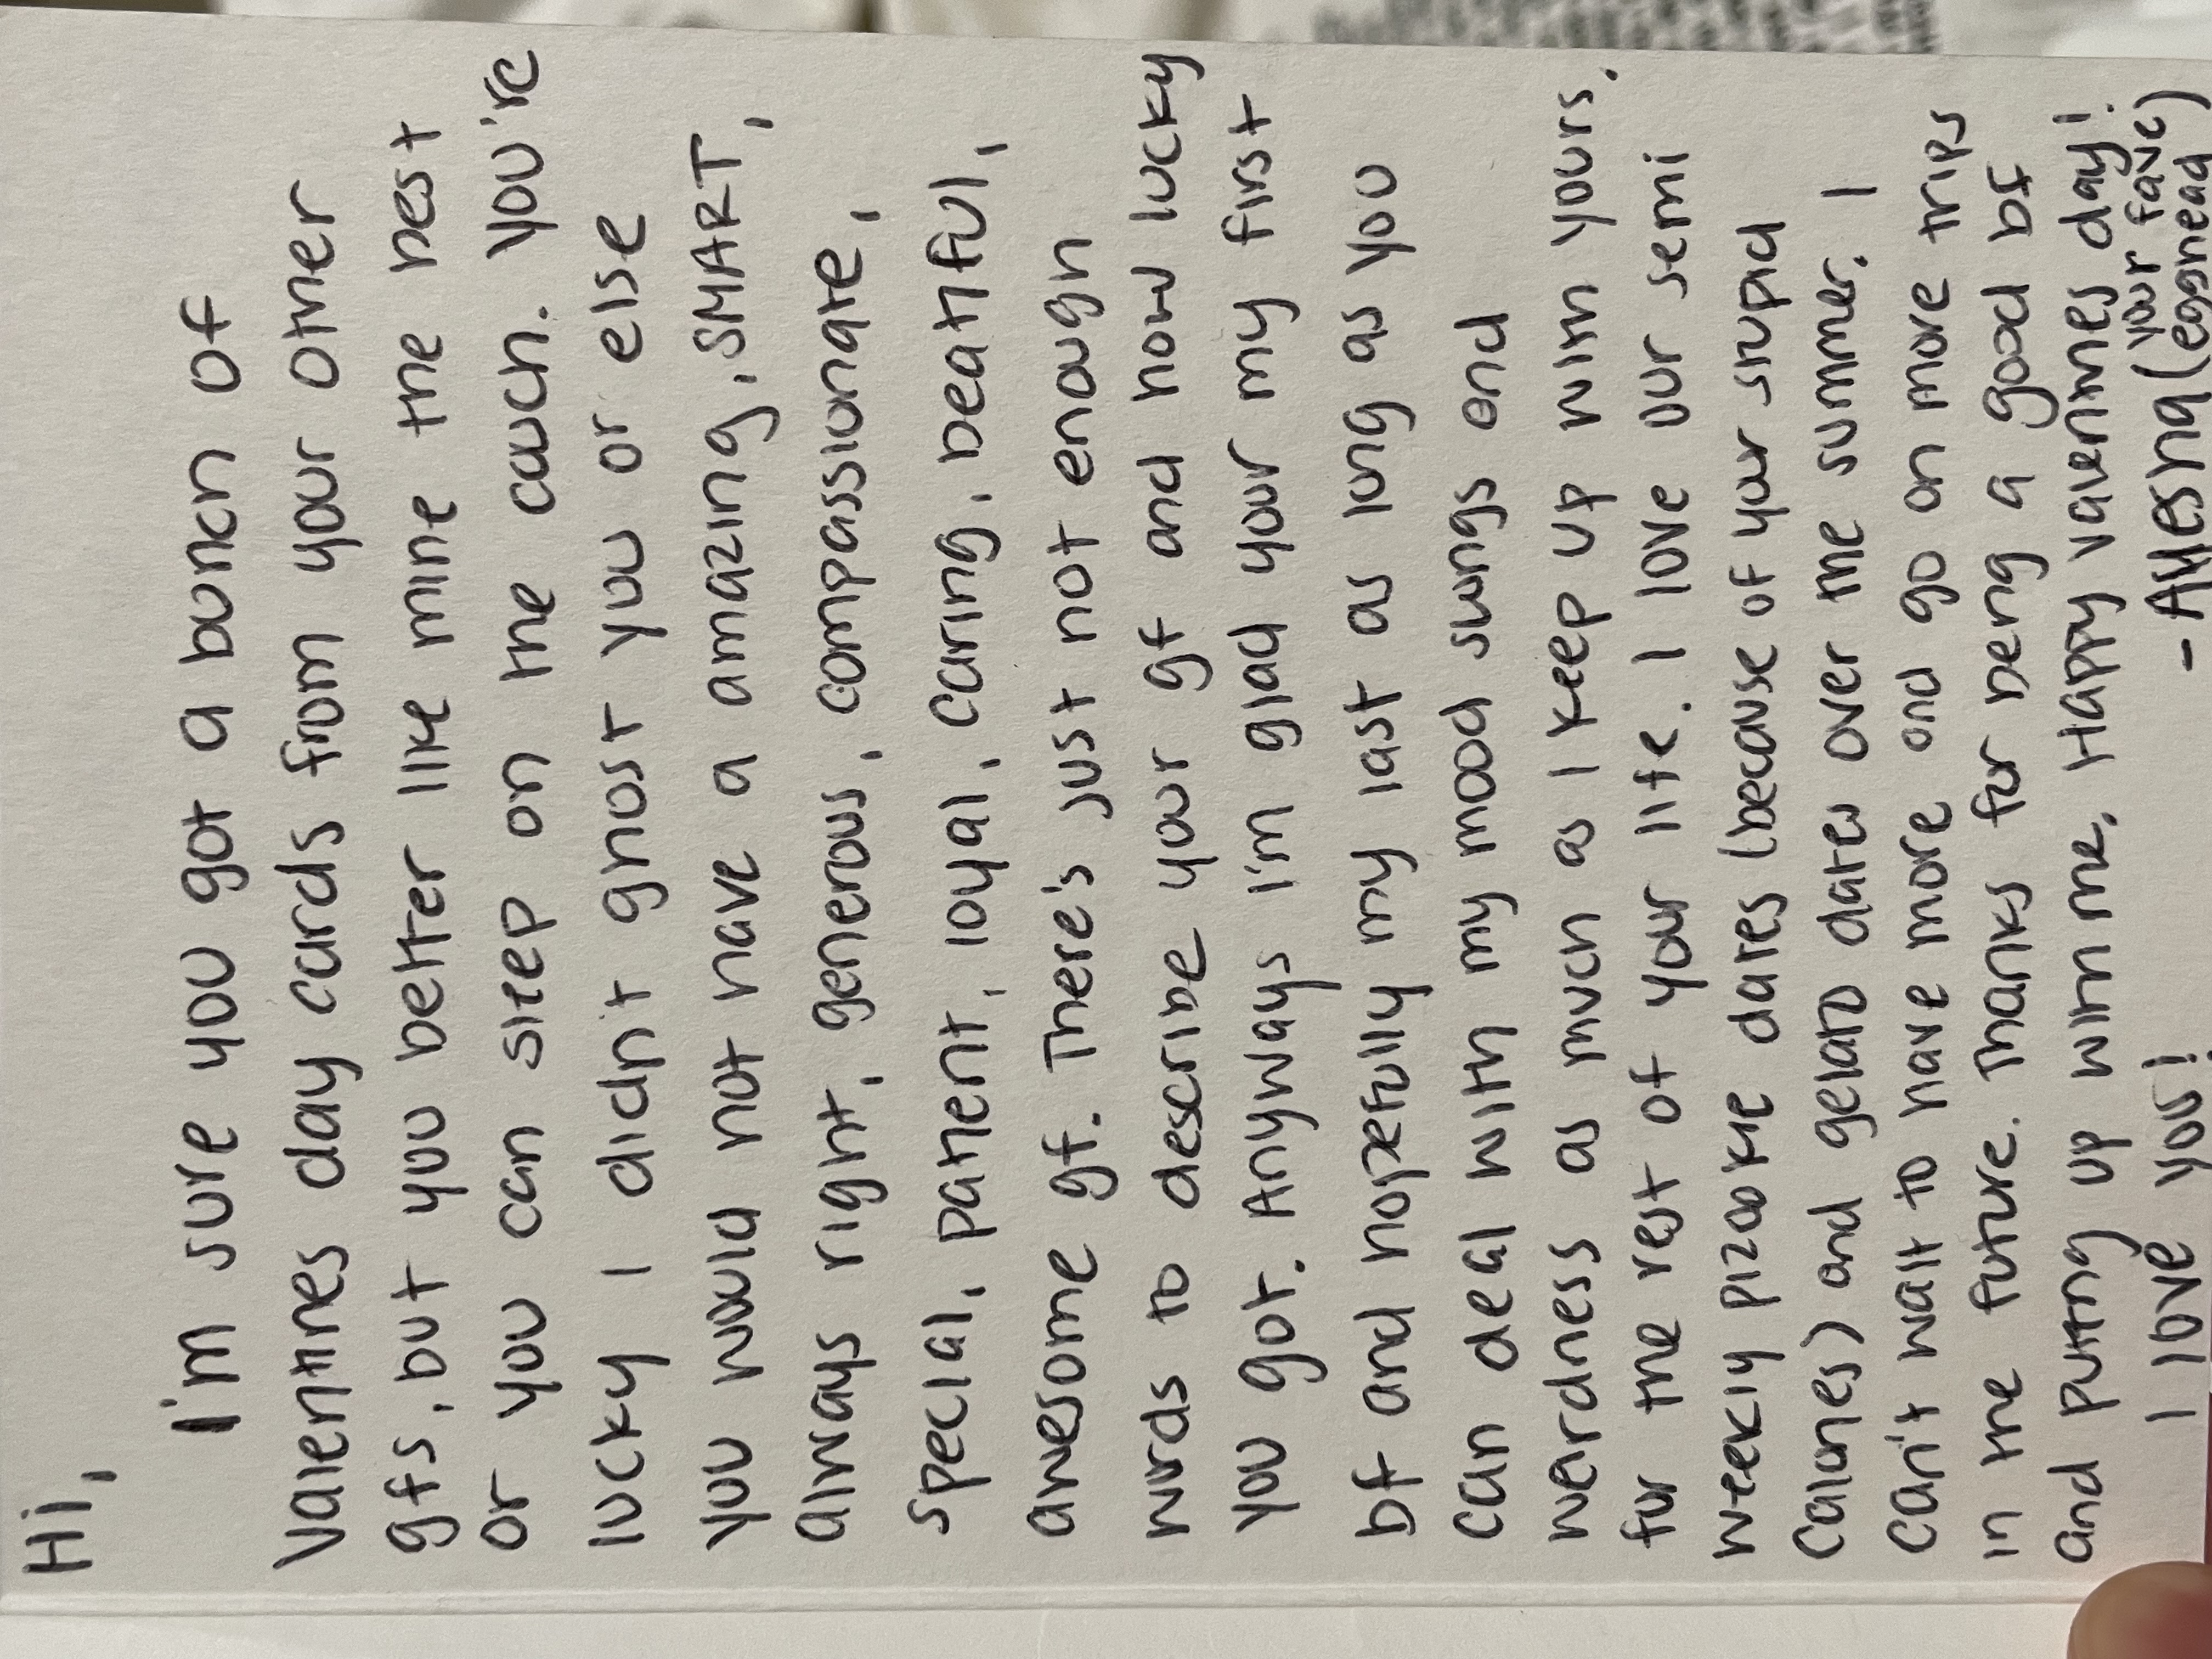 Hi,
I'm sure you got a bunch of
Valentines day cards from your other
gfs, but you better like mine the best
or you can sleep on the couch. You're
lucky I didn't ghost you or else
you would not have a amazing, SMART,
always right, generous, compassionate,
special, patient, loyal, caring, beatiful,
awesome gf. There's just not enough
words to describe your gf and how lucky
you got. Anyways I'm glad your my first
bf and hopefully my last as long as you
can deal with my mood swings and
weirdness as much as I keep up with yours.
for the rest of your life. I love our semi
weekly pizookie dates (because of your stupid
calories) and gelato dates over the summer. I
can't wait to have more and go on more trips
in the future. Thanks for being a good bf
and putting up with me. Happy valentines day!
I love you! - Ayesha (your fave
egghead)